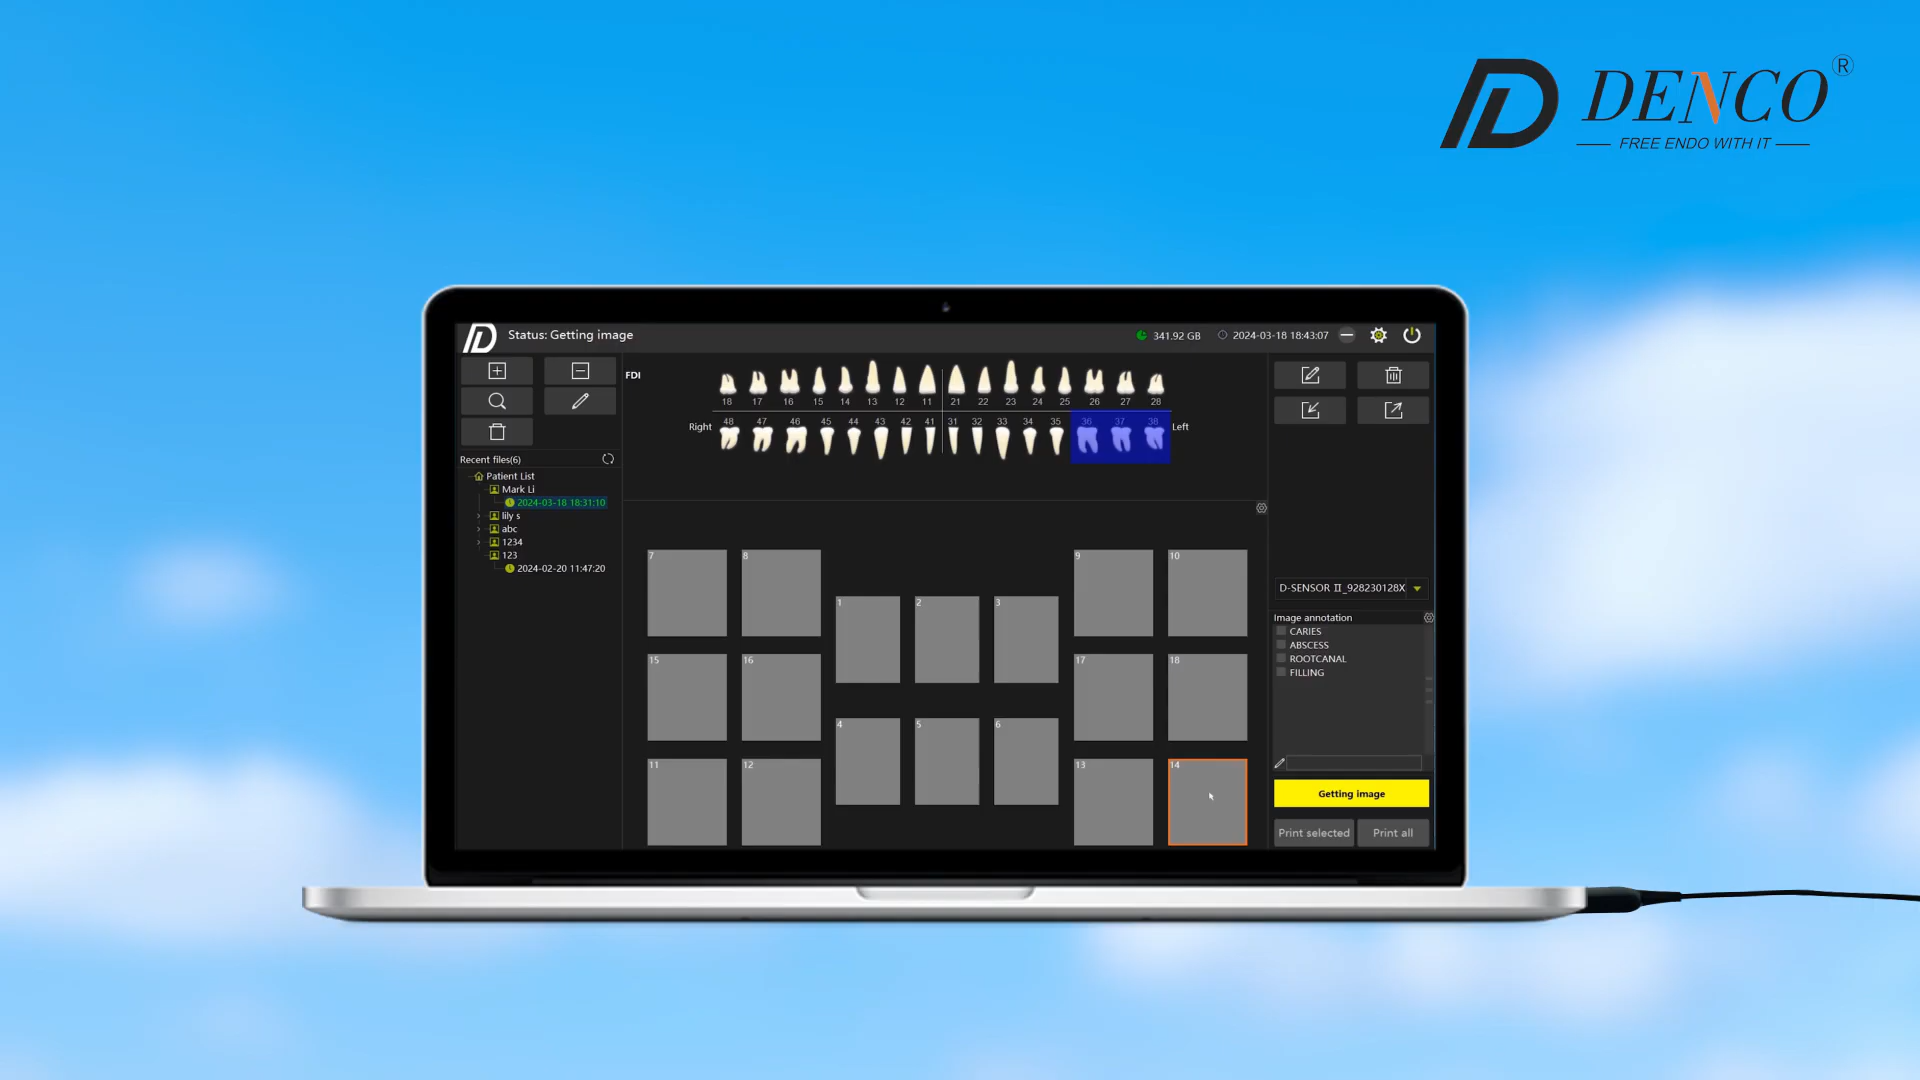 DENCO®
FREE ENDO WITH IT
Status: Getting image
341.92 GB
2024-03-18 18:43:07
FDI
18 17 16 15 14 13 12 11 21 22 23 24 25 26 27 28
Right
48 47 46 45 44 43 42 41 31 32 33 34 35 36 37 38
Left
Recent files(6)
Patient List
Mark Li
2024-03-18 18:31:10
lily s
abc
1234
123
2024-02-20 11:47:20
7 8 9 10
1 2 3
15 16 17 18
4 5 6
11 12 13 14
D-SENSOR II_928230128X
Image annotation
CARIES
ABSCESS
ROOTCANAL
FILLING
Getting image
Print selected
Print all